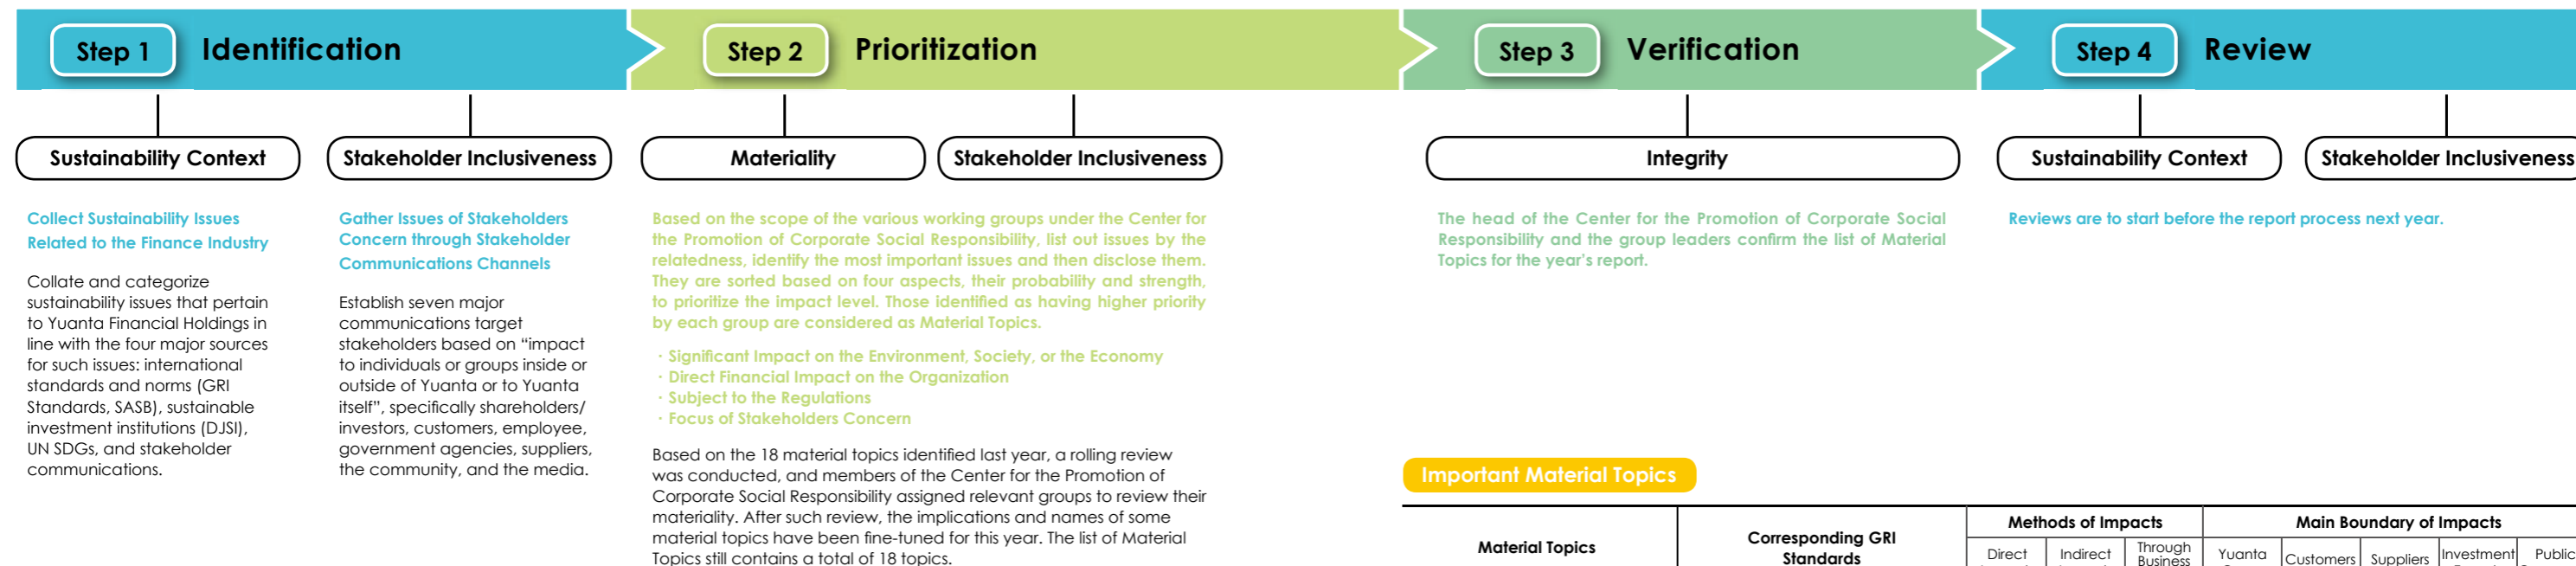 Step 1
Identification
Step 2
Prioritization
Step 3
Verification
Step 4
Review
Sustainability Context
Stakeholder Inclusiveness
Materiality
Stakeholder Inclusiveness
Integrity
Sustainability Context
Stakeholder Inclusiveness
Collect Sustainability Issues
Related to the Finance Industry
Collate and categorize
sustainability issues that pertain
to Yuanta Financial Holdings in
line with the four major sources
for such issues: international
standards and norms (GRI
Standards, SASB), sustainable
investment institutions (DJSI),
UN SDGs, and stakeholder
communications.
Gather Issues of Stakeholders
Concern through Stakeholder
Communications Channels
Establish seven major
communications target
stakeholders based on “impact
to individuals or groups inside or
outside of Yuanta or to Yuanta
itself”, specifically shareholders/
investors, customers, employee,
government agencies, suppliers,
the community, and the media.
Based on the scope of the various working groups under the Center for
the Promotion of Corporate Social Responsibility, list out issues by the
relatedness, identify the most important issues and then disclose them.
They are sorted based on four aspects, their probability and strength,
to prioritize the impact level. Those identified as having higher priority
by each group are considered as Material Topics.
· Significant Impact on the Environment, Society, or the Economy
· Direct Financial Impact on the Organization
· Subject to the Regulations
· Focus of Stakeholders Concern
Based on the 18 material topics identified last year, a rolling review
was conducted, and members of the Center for the Promotion of
Corporate Social Responsibility assigned relevant groups to review their
materiality. After such review, the implications and names of some
material topics have been fine-tuned for this year. The list of Material
Topics still contains a total of 18 topics.
The head of the Center for the Promotion of Corporate Social
Responsibility and the group leaders confirm the list of Material
Topics for the year’s report.
Reviews are to start before the report process next year.
Important Material Topics
Material Topics
Corresponding GRI
Standards
Methods of Impacts
Main Boundary of Impacts
Direct
Indirect
Through
Business
Yuanta
Customers
Suppliers
Investment
Public